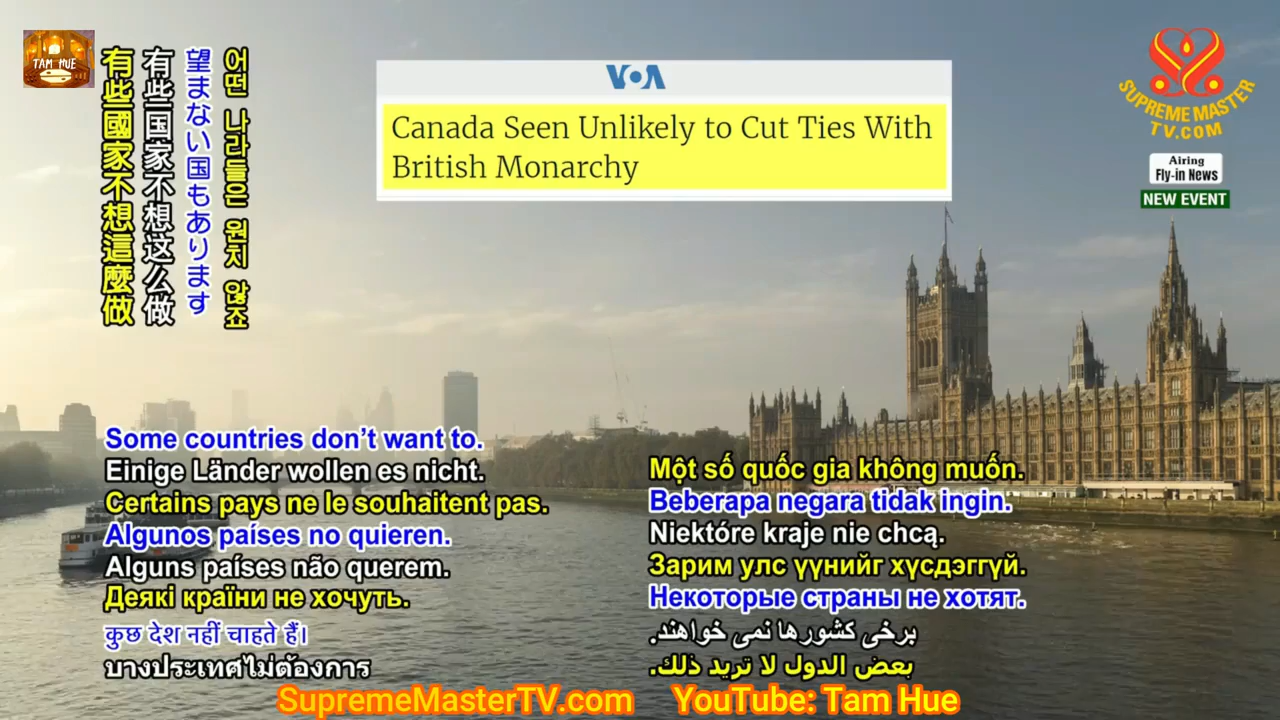 TAM HUE
有些國家不想這麼做
有些国家不想这么做
望まない国もあります
어떤 나라들은 원치 않죠
VOA
Canada Seen Unlikely to Cut Ties With
British Monarchy
SUPREME MASTER
TV.COM
Airing
Fly-in News
NEW EVENT
Some countries don’t want to.
Einige Länder wollen es nicht.
Certains pays ne le souhaitent pas.
Algunos países no quieren.
Alguns países não querem.
Деякі країни не хочуть.
कुछ देश नहीं चाहते हैं।
บางประเทศไม่ต้องการ
Một số quốc gia không muốn.
Beberapa negara tidak ingin.
Niektóre kraje nie chcą.
Зарим улс үүнийг хүсдэггүй.
Некоторые страны не хотят.
برخی کشورها نمی خواهند.
بعض الدول لا تريد ذلك.
SupremeMasterTV.com YouTube: Tam Hue